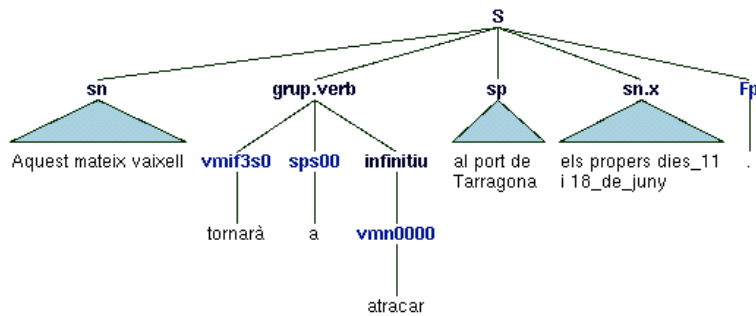 S
sn grup.verb sp sn.x Fp
Aquest mateix vaixell vmif3s0 sps00 infinitiu al port de els propers dies_11 .
Tarragona i 18_de_juny
tornarà a vmn0000
atracar